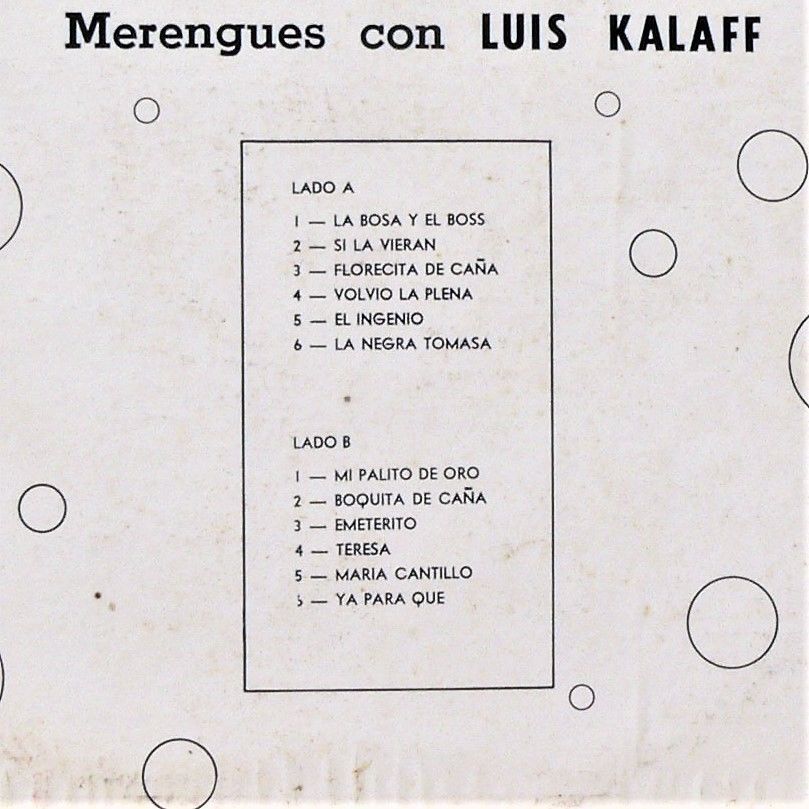 Merengues con LUIS KALAFF
LADO A
1 — LA BOSA Y EL BOSS
2 — SI LA VIERAN
3 — FLORECITA DE CAÑA
4 — VOLVIO LA PLENA
5 — EL INGENIO
6 — LA NEGRA TOMASA
LADO B
1 — MI PALITO DE ORO
2 — BOQUITA DE CAÑA
3 — EMETERITO
4 — TERESA
5 — MARIA CANTILLO
— YA PARA QUE